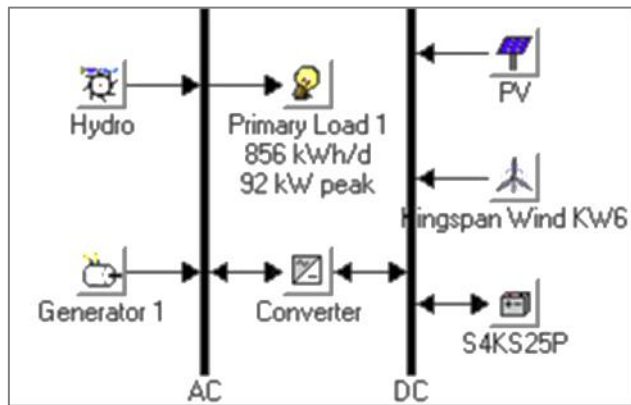 Hydro
Primary Load 1
856 kWh/d
92 kW peak
PV
Kingspan Wind KW6
Generator 1
Converter
S4KS25P
AC
DC